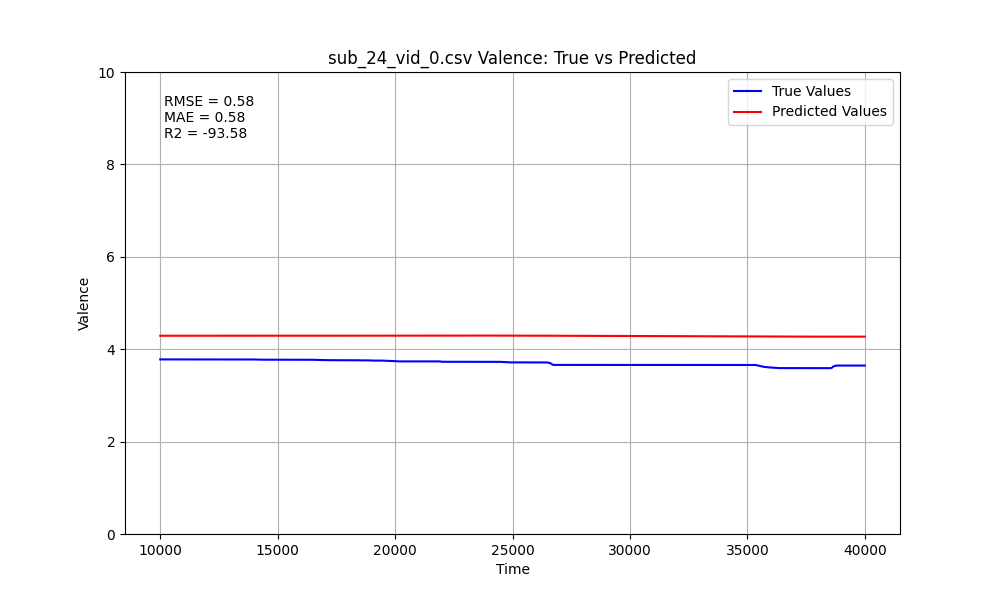 sub_24_vid_0.csv Valence: True vs Predicted
RMSE = 0.58
MAE = 0.58
R2 = -93.58
True Values
Predicted Values
Valence
10
8
6
4
2
0
10000 15000 20000 25000 30000 35000 40000
Time